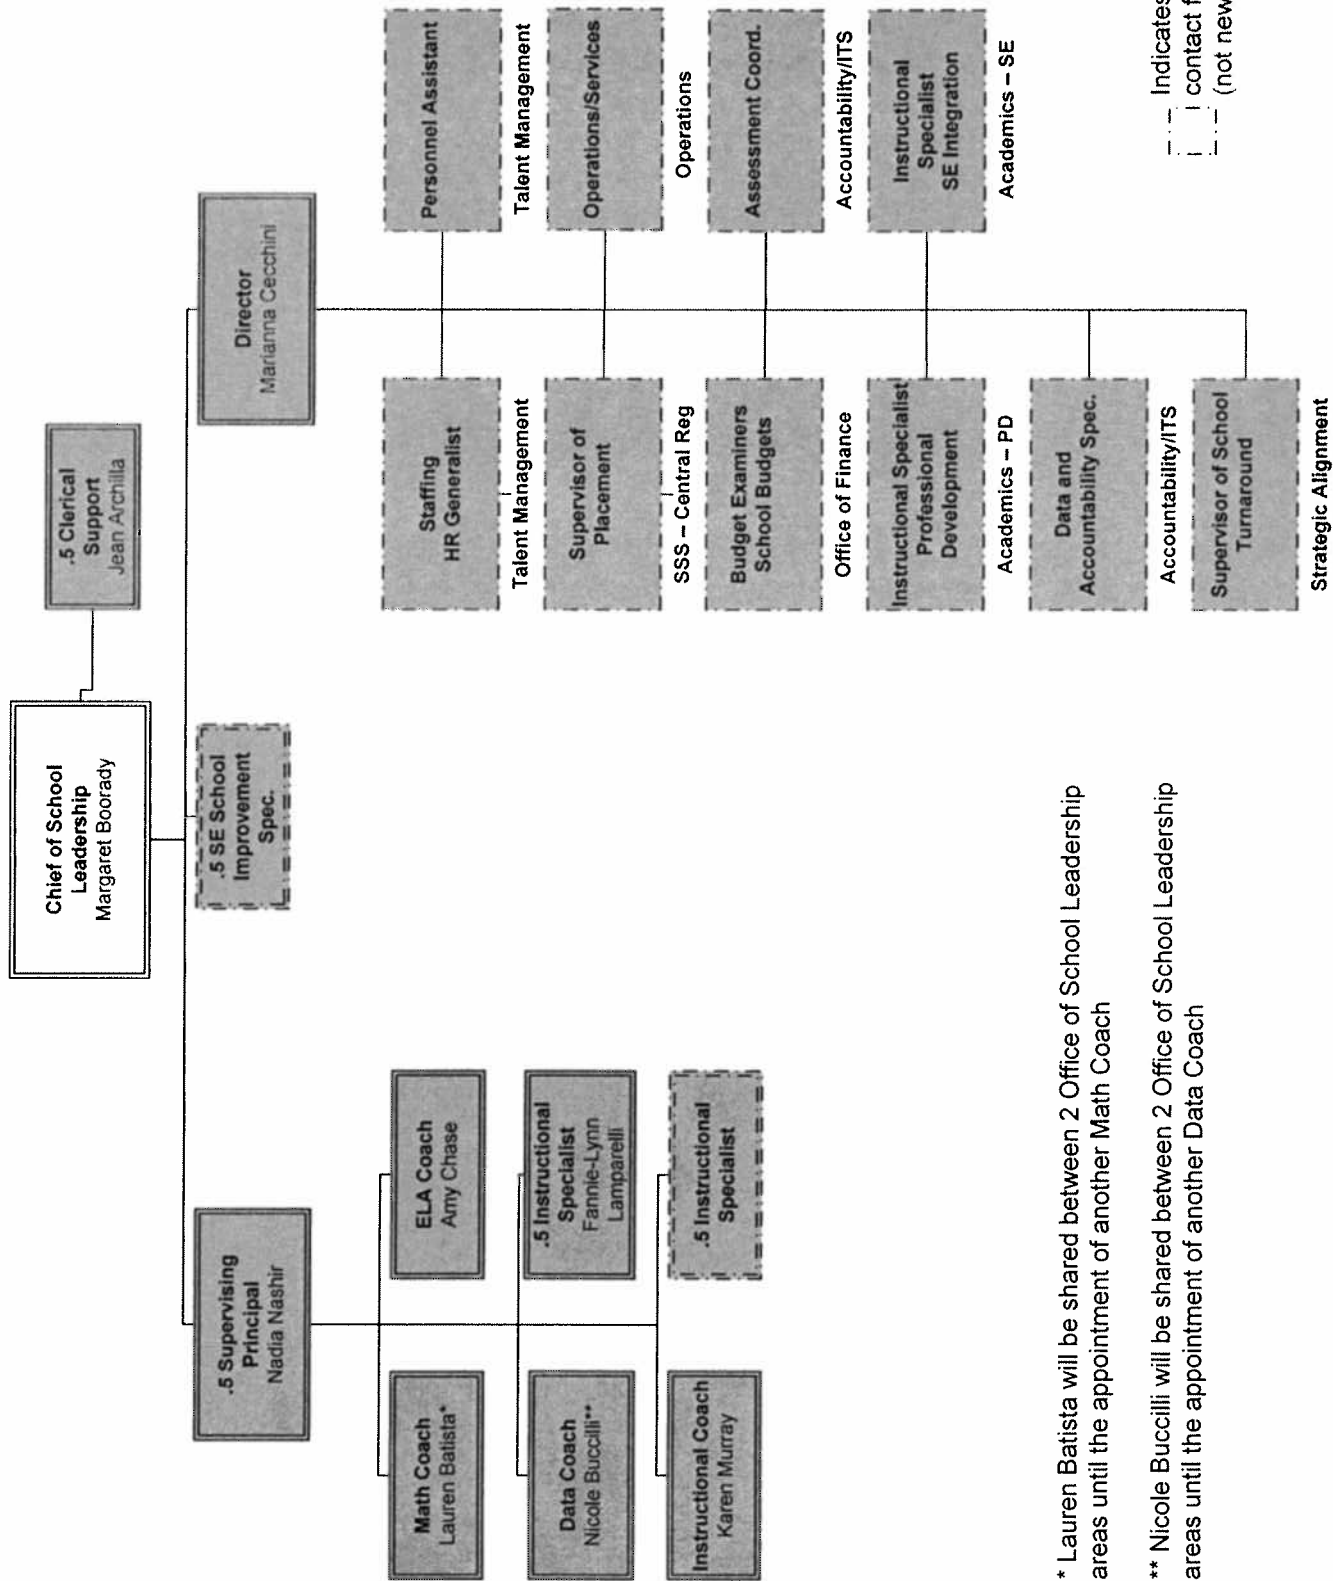 Chief of School
Leadership
Margaret Boorady
.5 Clerical
Support
Jean Archilla
.5 Supervising
Principal
Nadia Nashir
.5 SE School
Improvement
Spec.
Director
Marianna Cecchini
Math Coach
Lauren Batista*
ELA Coach
Amy Chase
Data Coach
Nicole Buccilli**
.5 Instructional
Specialist
Fannie-Lynn
Lamparelli
Instructional Coach
Karen Murray
.5 Instructional
Specialist
Staffing
HR Generalist
Talent Management
Personnel Assistant
Talent Management
Supervisor of
Placement
SSS – Central Reg
Operations/Services
Operations
Budget Examiners
School Budgets
Office of Finance
Assessment Coord.
Accountability/ITS
Instructional Specialist
Professional
Development
Academics – PD
Instructional
Specialist
SE Integration
Academics – SE
Data and
Accountability Spec.
Accountability/ITS
Supervisor of School
Turnaround
Strategic Alignment
* Lauren Batista will be shared between 2 Office of School Leadership
areas until the appointment of another Math Coach
** Nicole Buccilli will be shared between 2 Office of School Leadership
areas until the appointment of another Data Coach
Indicates
contact f
(not new